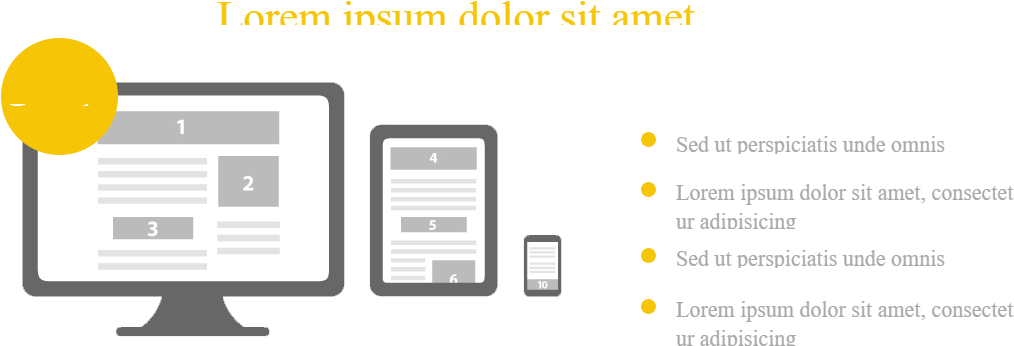 Lorem ipsum dolor sit amet
1
2
3
4
5
6
10
Sed ut perspiciatis unde omnis
Lorem ipsum dolor sit amet, consectet
ur adipisicing
Sed ut perspiciatis unde omnis
Lorem ipsum dolor sit amet, consectet
ur adipisicing